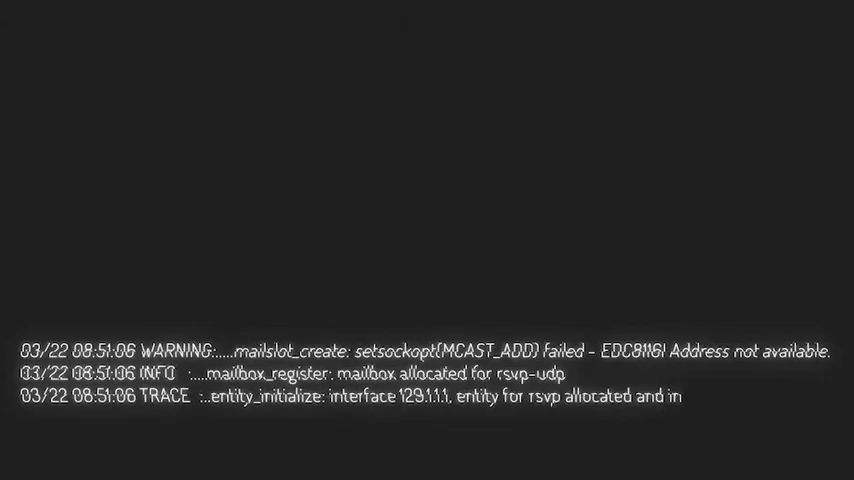 03/22 08:51:06 WARNING:.....mailslot_create: setsockopt(MCAST_ADD) failed - EDC8116I Address not available.
03/22 08:51:06 INFO :....mailbox_register: mailbox allocated for rsvp-udp
03/22 08:51:06 TRACE :..entity_initialize: interface 129.1.1.1, entity for rsvp allocated and in